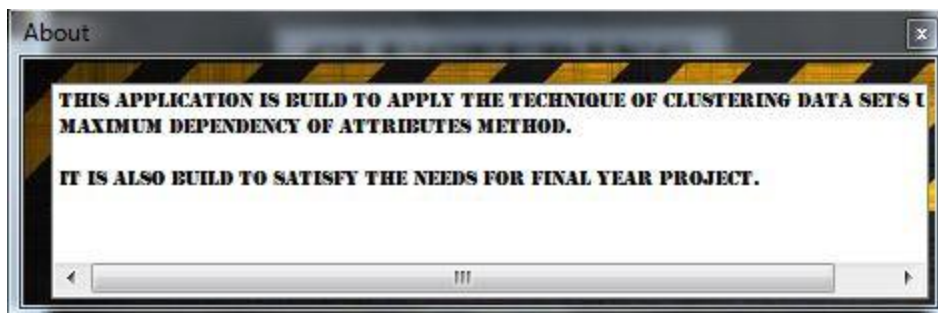 About
THIS APPLICATION IS BUILD TO APPLY THE TECHNIQUE OF CLUSTERING DATA SETS
MAXIMUM DEPENDENCY OF ATTRIBUTES METHOD.
IT IS ALSO BUILD TO SATISFY THE NEEDS FOR FINAL YEAR PROJECT.